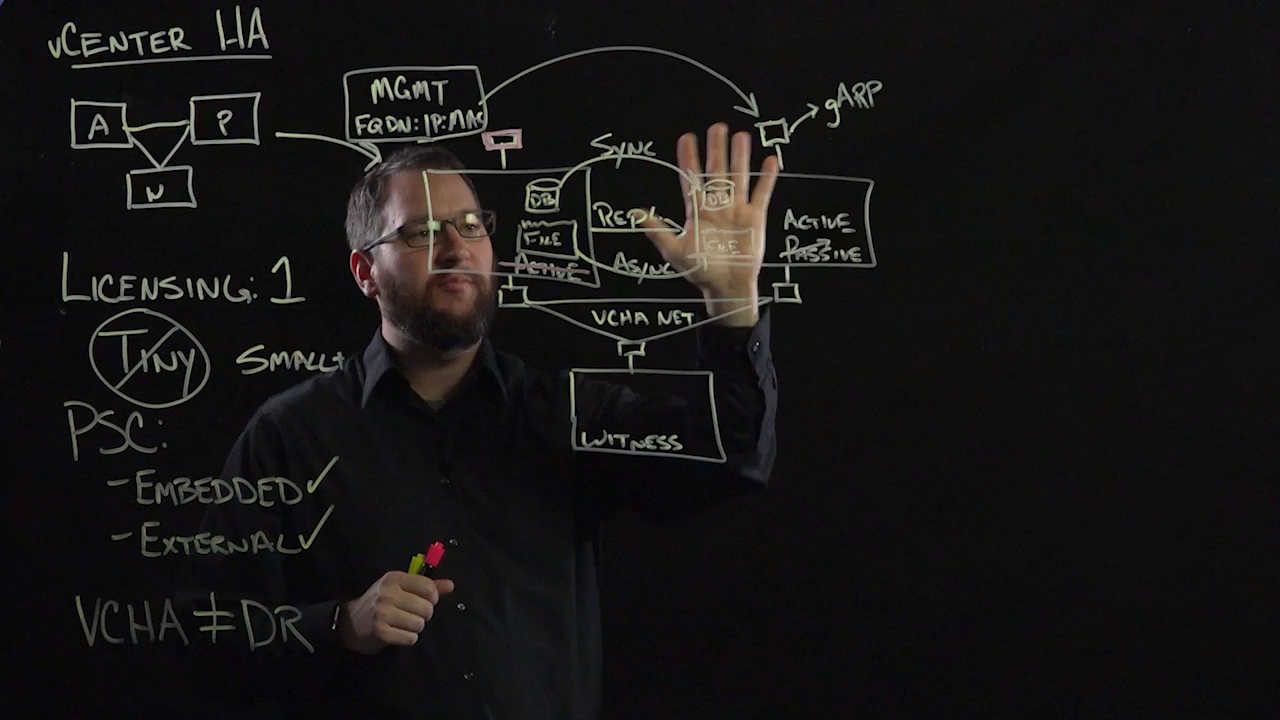 vCENTER HA
A
P
W
MGMT
FQDN:IP:MAC
gARP
SYNC
DB
DB
REPL.
FILE
FILE
ACTIVE
ASYNC
ACTIVE
PASSIVE
VCHA NET
WITNESS
LICENSING: 1
TINY
SMALL+
PSC:
- EMBEDDED ✓
- EXTERNAL ✓
VCHA ≠ DR